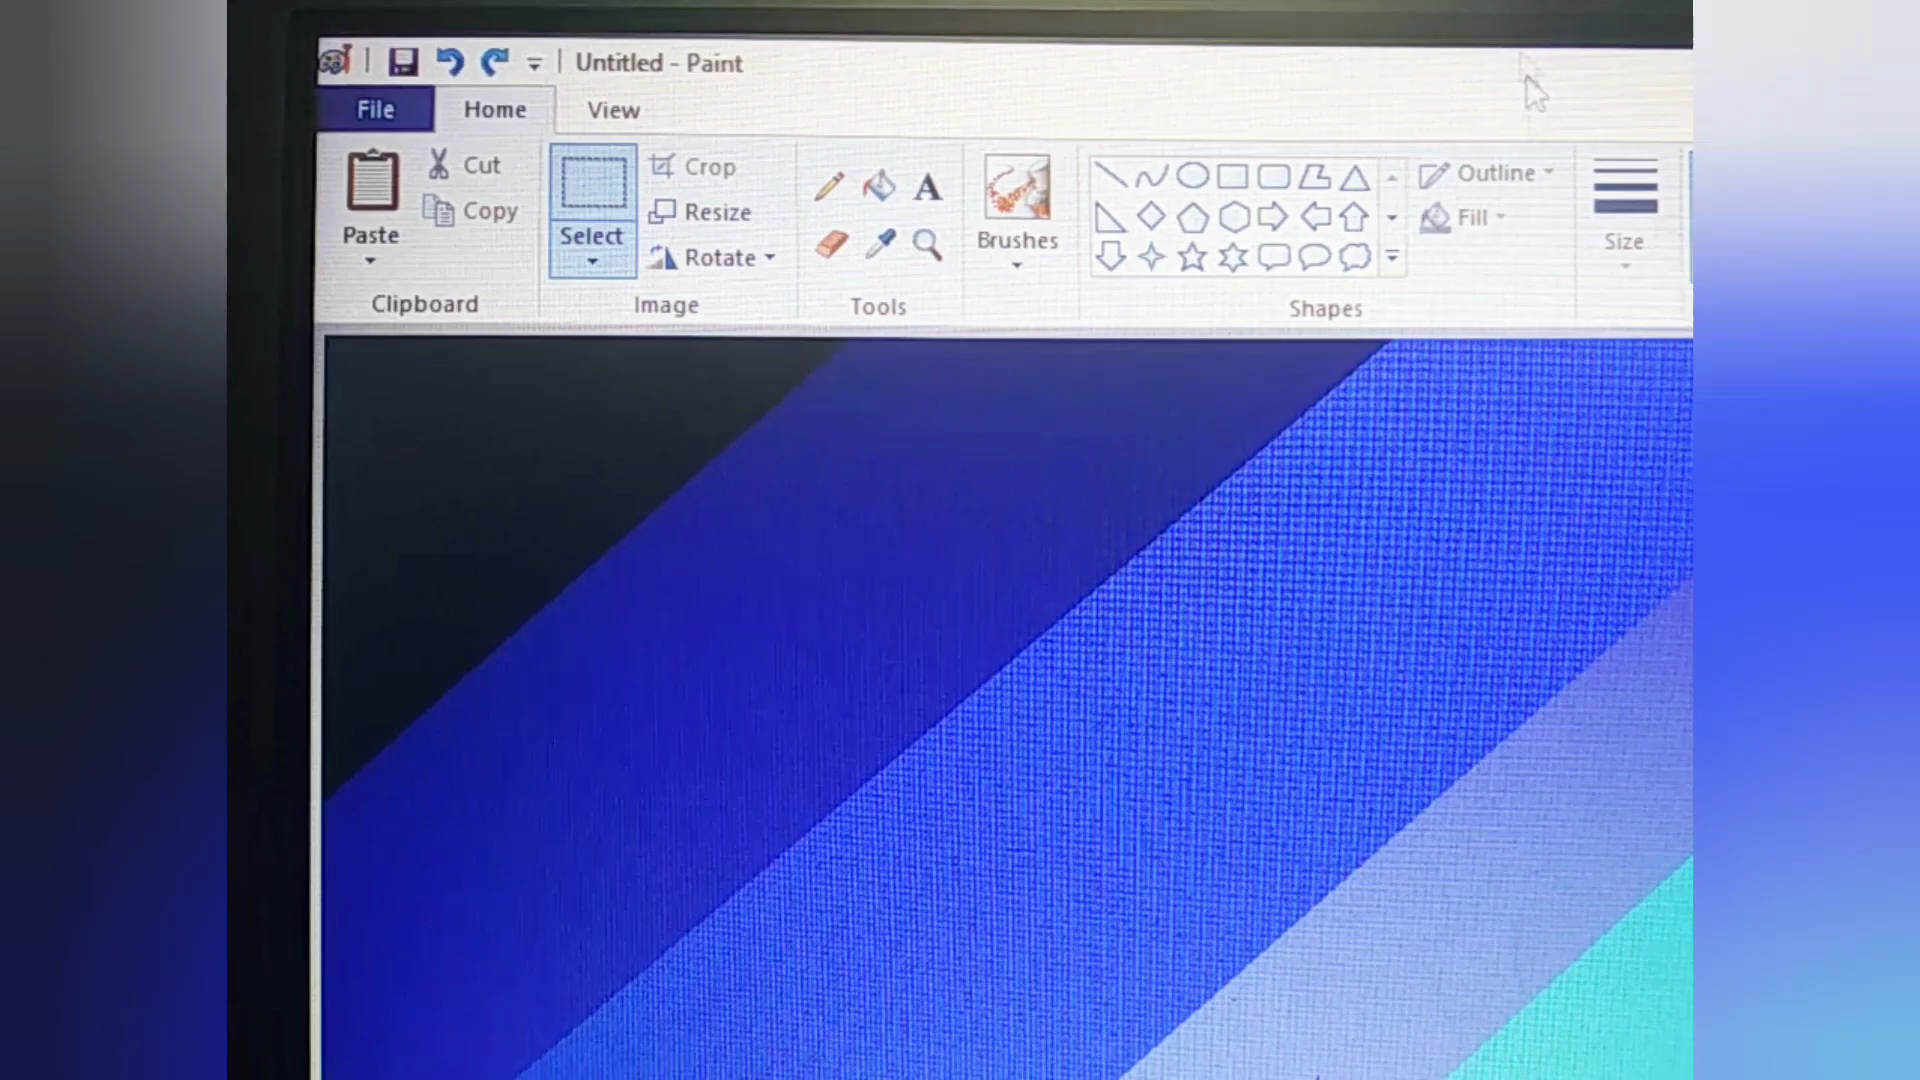 Untitled - Paint
File Home View
Paste
Cut
Copy
Clipboard
Select
Crop
Resize
Rotate
Image
A
Tools
Brushes
Outline
Fill
Shapes
Size